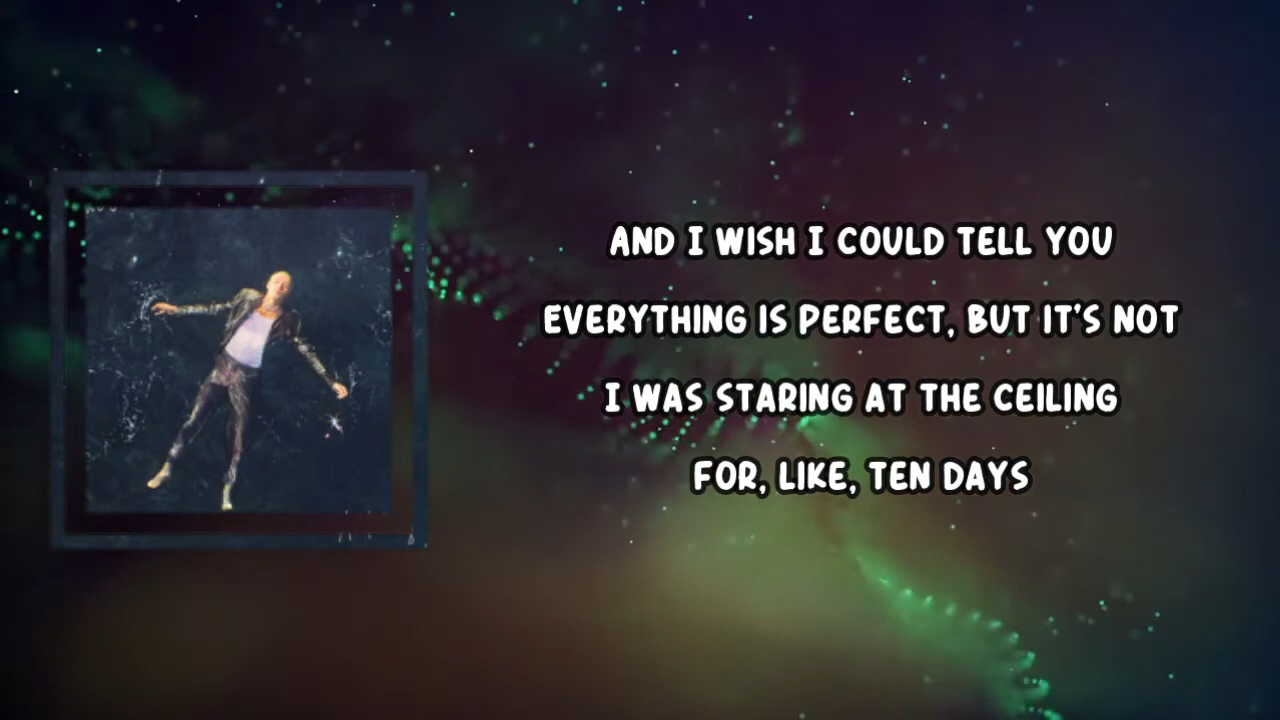 AND I WISH I COULD TELL YOU
EVERYTHING IS PERFECT, BUT IT'S NOT
I WAS STARING AT THE CEILING
FOR, LIKE, TEN DAYS